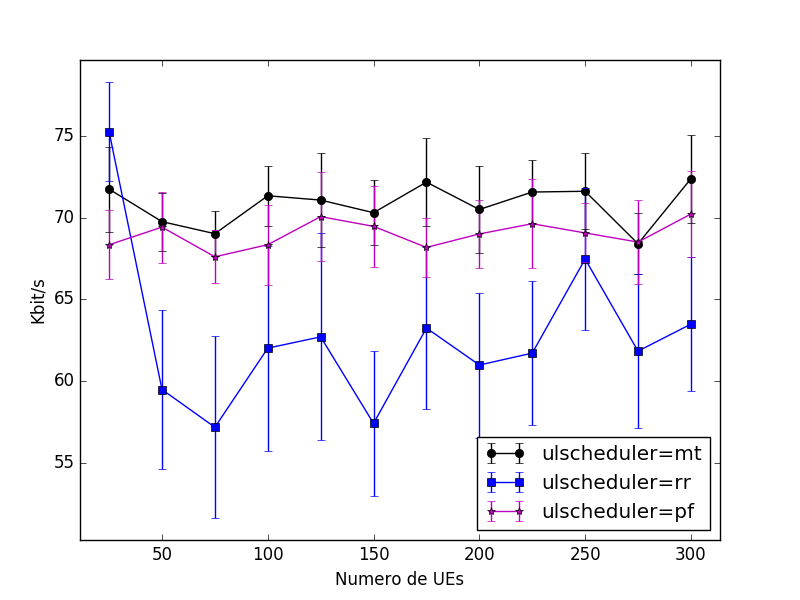 75
70
65
60
55
Kbit/s
50 100 150 200 250 300
Numero de UEs
ulscheduler=mt
ulscheduler=rr
ulscheduler=pf